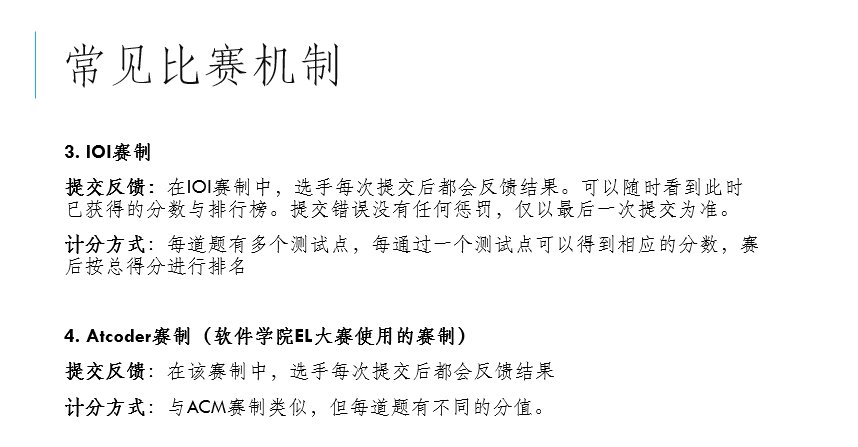 常见比赛机制
3. IOI赛制
提交反馈：在IOI赛制中，选手每次提交后都会反馈结果。可以随时看到此时
已获得的分数与排行榜。提交错误没有任何惩罚，仅以最后一次提交为准。
计分方式：每道题有多个测试点，每通过一个测试点可以得到相应的分数，赛
后按总得分进行排名
4. Atcoder赛制（软件学院EL大赛使用的赛制）
提交反馈：在该赛制中，选手每次提交后都会反馈结果
计分方式：与ACM赛制类似，但每道题有不同的分值。